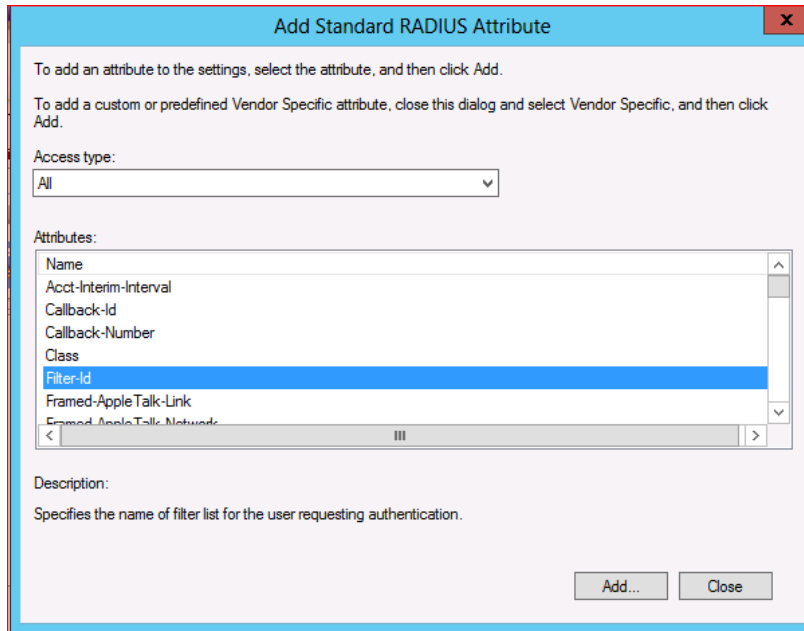 Add Standard RADIUS Attribute
x
To add an attribute to the settings, select the attribute, and then click Add.
To add a custom or predefined Vendor Specific attribute, close this dialog and select Vendor Specific, and then click
Add.
Access type:
All
Attributes:
Name
Acct-Interim-Interval
Callback-Id
Callback-Number
Class
Filter-Id
Framed-AppleTalk-Link
Framed-AppleTalk-Network
Description:
Specifies the name of filter list for the user requesting authentication.
Add...
Close